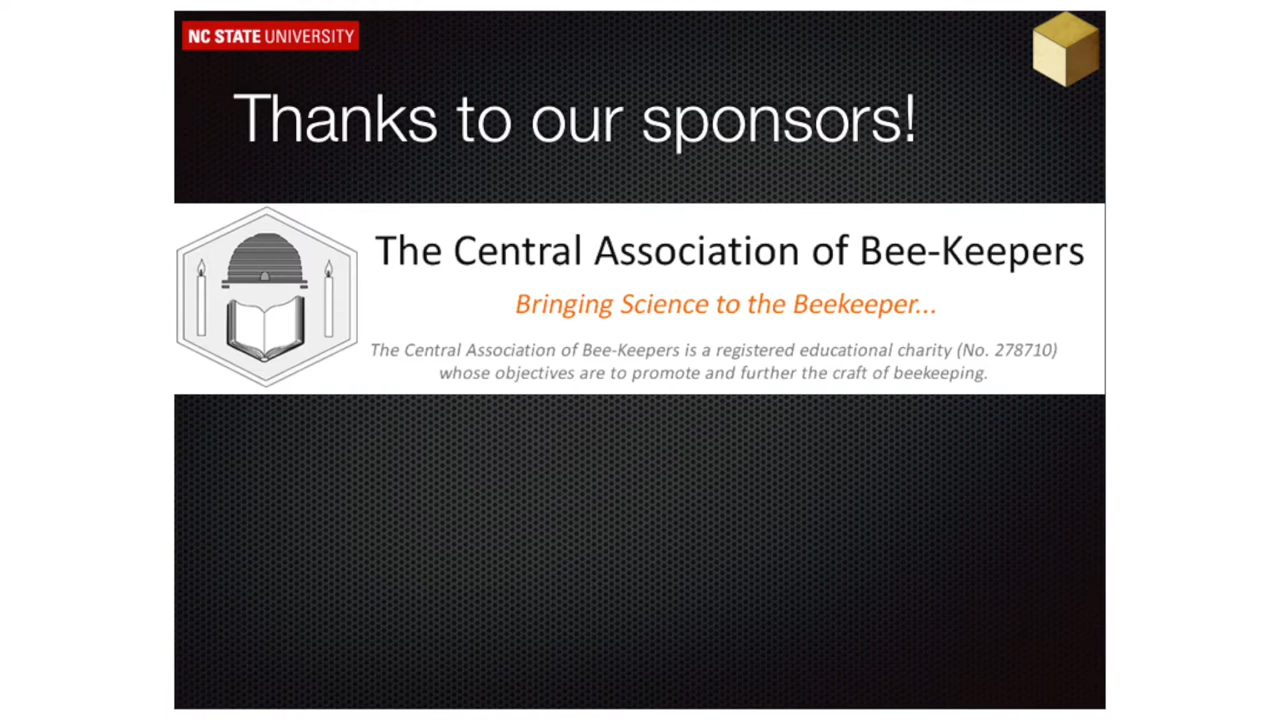 NC STATE UNIVERSITY
Thanks to our sponsors!
The Central Association of Bee-Keepers
Bringing Science to the Beekeeper...
The Central Association of Bee-Keepers is a registered educational charity (No. 278710)
whose objectives are to promote and further the craft of beekeeping.